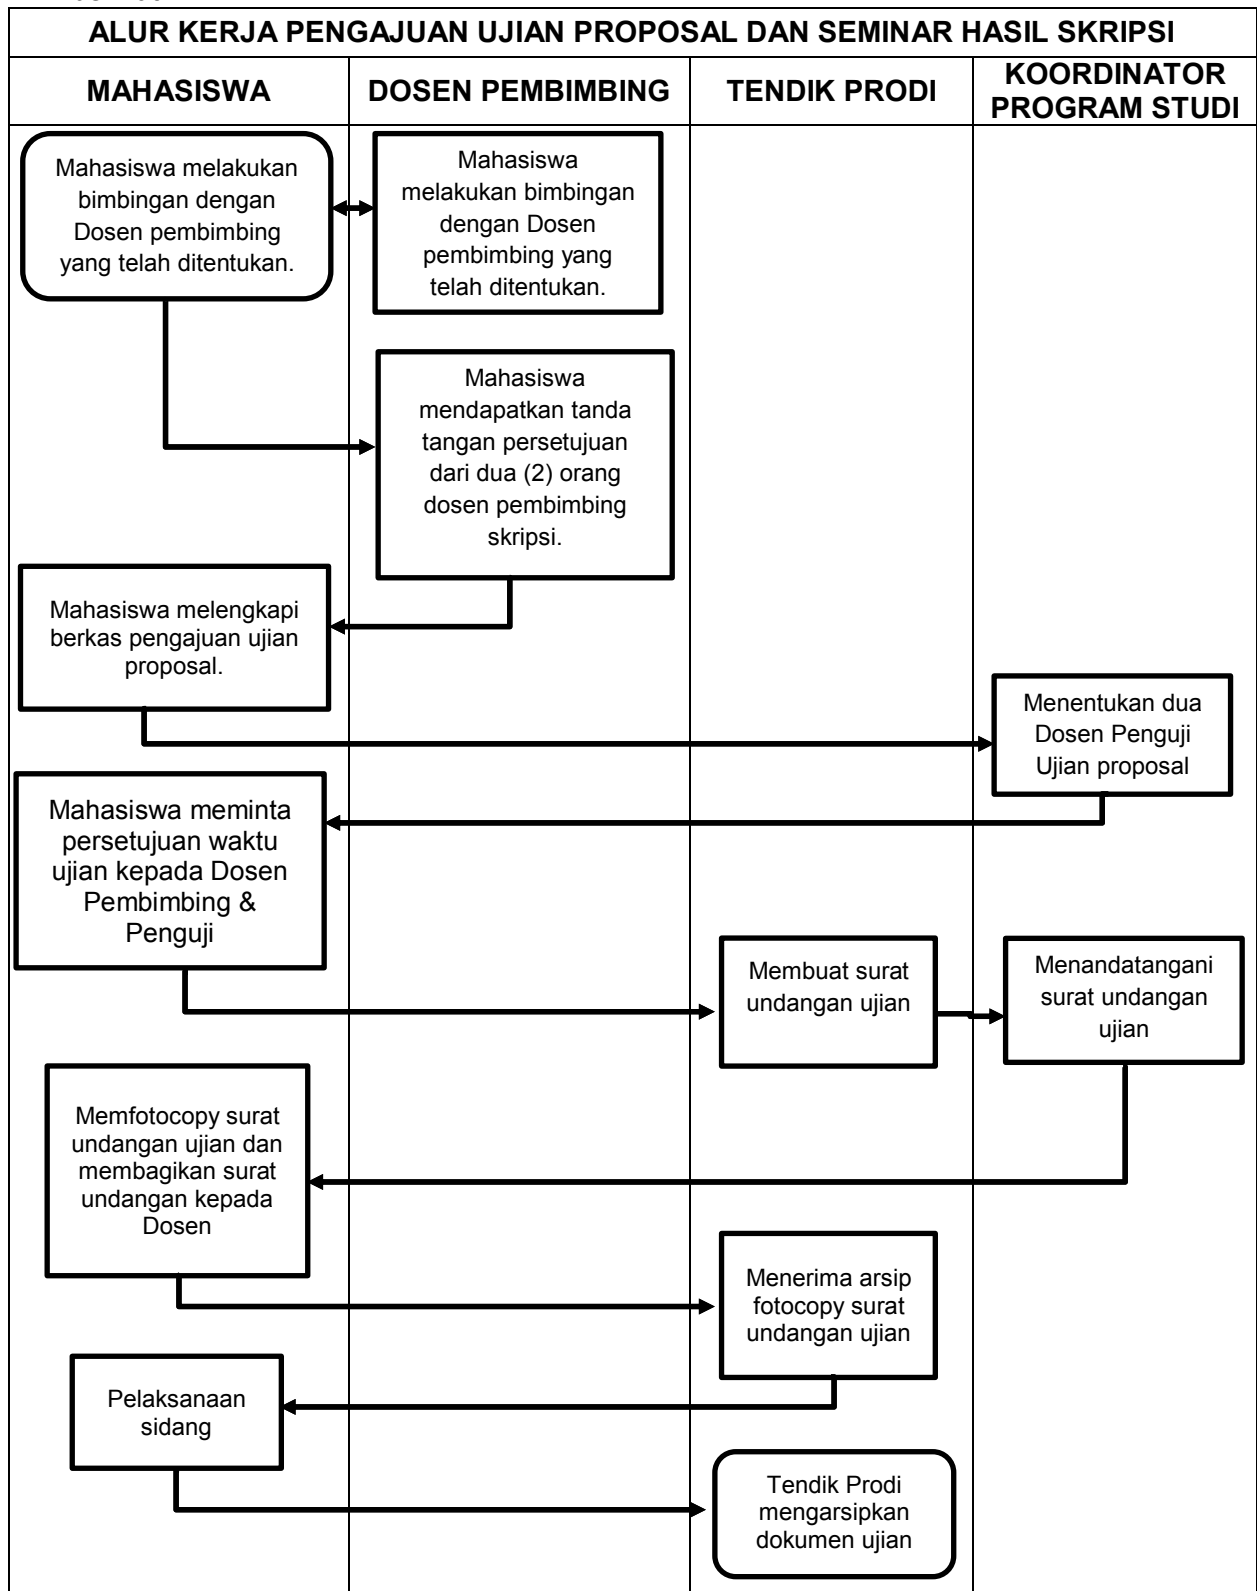 ALUR KERJA PENGAJUAN UJIAN PROPOSAL DAN SEMINAR HASIL SKRIPSI
MAHASISWA
DOSEN PEMBIMBING
TENDIK PRODI
KOORDINATOR
PROGRAM STUDI
Mahasiswa melakukan
bimbingan dengan
Dosen pembimbing
yang telah ditentukan.
Mahasiswa
melakukan bimbingan
dengan Dosen
pembimbing yang
telah ditentukan.
Mahasiswa
mendapatkan tanda
tangan persetujuan
dari dua (2) orang
dosen pembimbing
skripsi.
Mahasiswa melengkapi
berkas pengajuan ujian
proposal.
Menentukan dua
Dosen Penguji
Ujian proposal
Mahasiswa meminta
persetujuan waktu
ujian kepada Dosen
Pembimbing &
Penguji
Membuat surat
undangan ujian
Menandatangani
surat undangan
ujian
Memfotocopy surat
undangan ujian dan
membagikan surat
undangan kepada
Dosen
Menerima arsip
fotocopy surat
undangan ujian
Pelaksanaan
sidang
Tendik Prodi
mengarsipkan
dokumen ujian